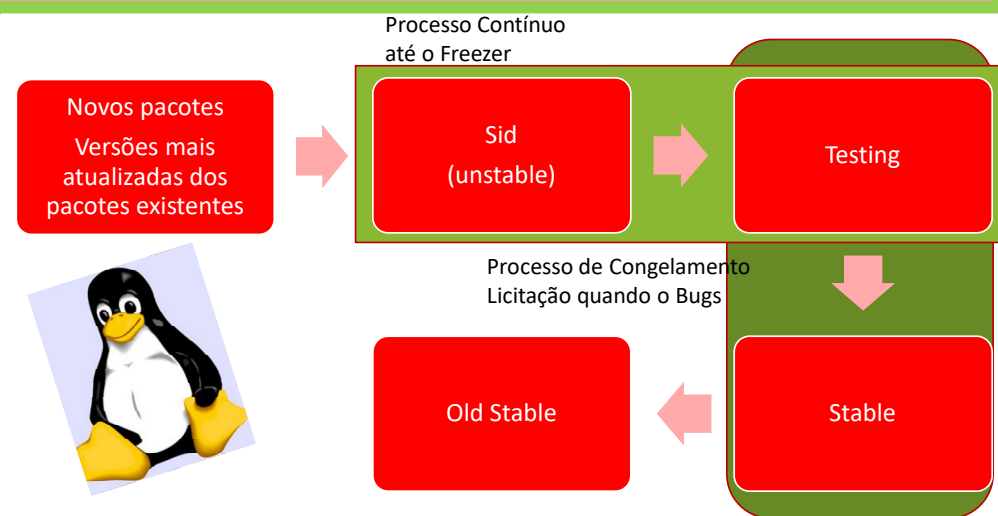 Processo Contínuo
até o Freezer
Novos pacotes
Versões mais
atualizadas dos
pacotes existentes
Sid
(unstable)
Testing
Processo de Congelamento
Licitação quando o Bugs
Old Stable
Stable